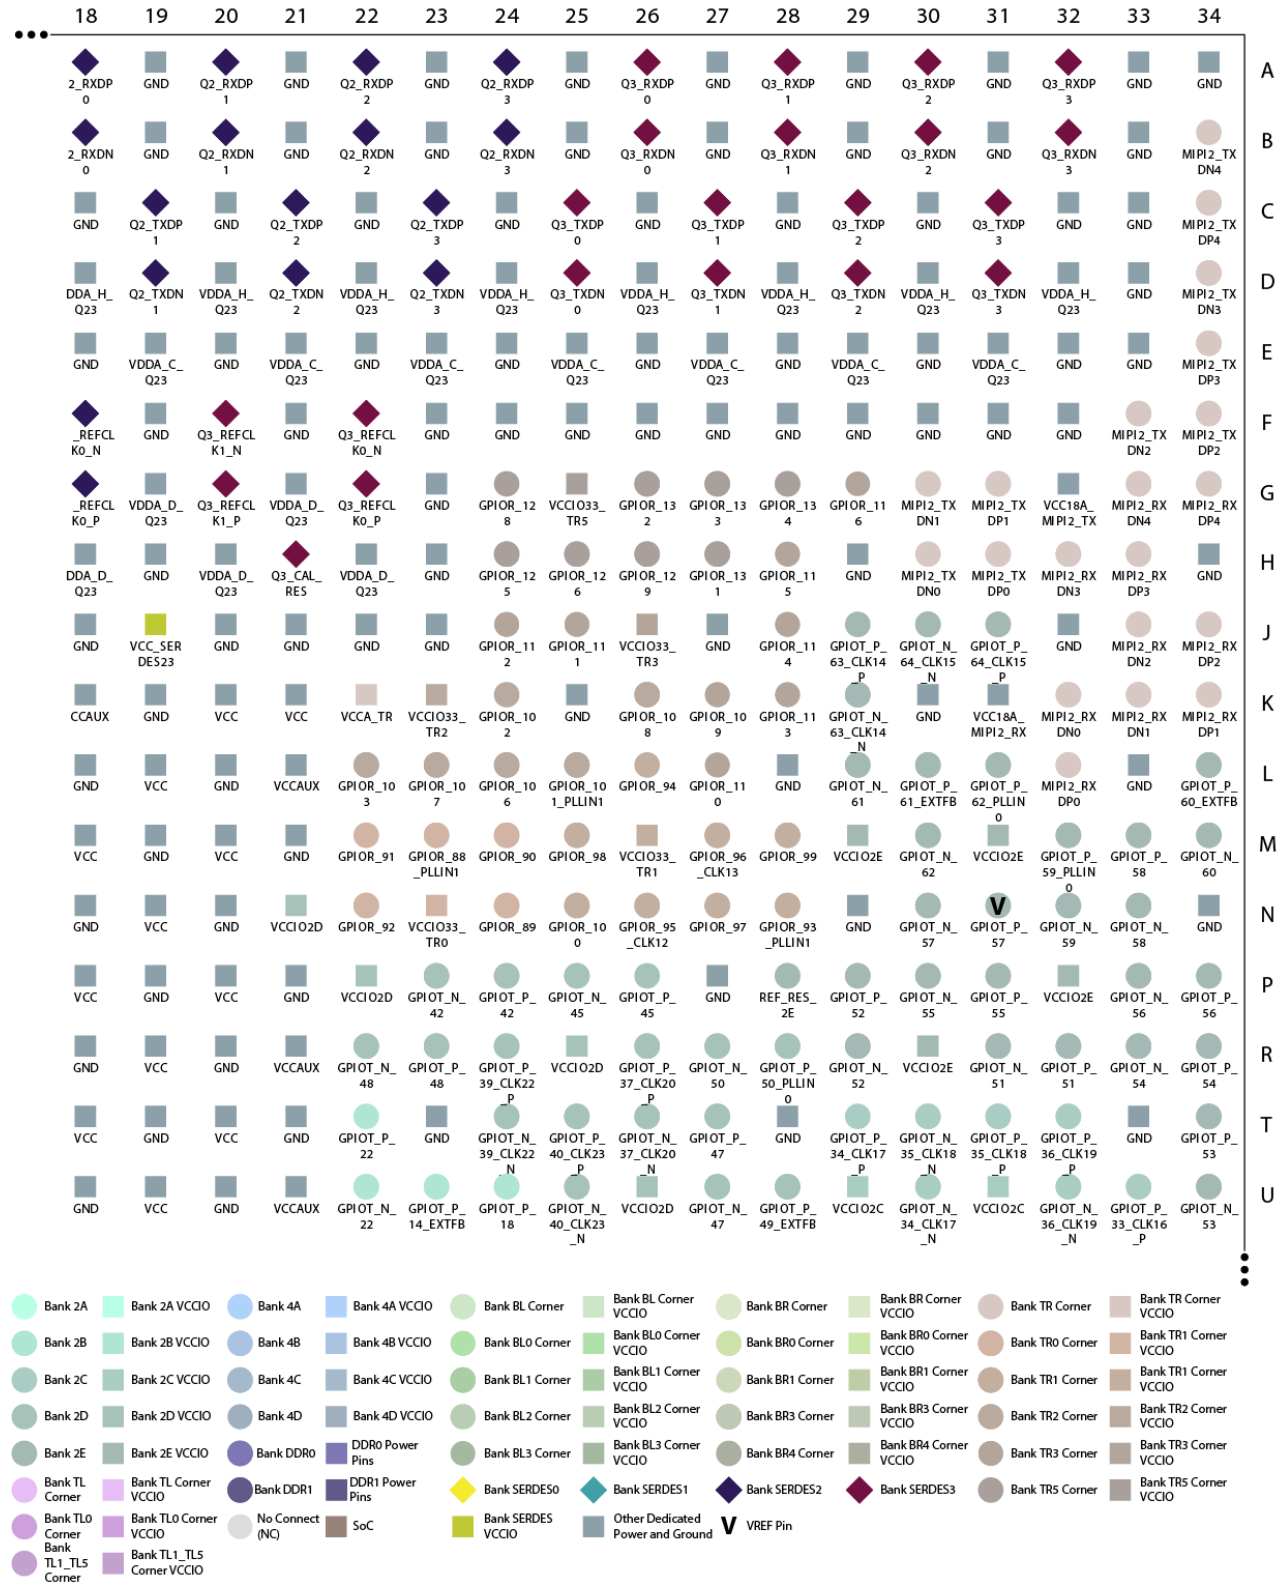 18 19 20 21 22 23 24 25 26 27 28 29 30 31 32 33 34
2_RXDP GND Q2_RXDP GND Q2_RXDP GND Q2_RXDP GND Q3_RXDP GND Q3_RXDP GND Q3_RXDP GND Q3_RXDP GND GND A
0 1 2 3 0 1 2 3
2_RXDN GND Q2_RXDN GND Q2_RXDN GND Q2_RXDN GND Q3_RXDN GND Q3_RXDN GND Q3_RXDN GND Q3_RXDN GND MIPI2_TX B
0 1 2 3 0 1 2 3 DN4
GND Q2_TXDP GND Q2_TXDP GND Q2_TXDP GND Q3_TXDP GND Q3_TXDP GND Q3_TXDP GND Q3_TXDP GND GND MIPI2_TX C
1 2 3 0 1 2 3 DP4
DDA_H_ Q2_TXDN VDDA_H_ Q2_TXDN VDDA_H_ Q2_TXDN VDDA_H_ Q3_TXDN VDDA_H_ Q3_TXDN VDDA_H_ Q3_TXDN VDDA_H_ Q3_TXDN VDDA_H_ GND MIPI2_TX D
Q23 1 Q23 2 Q23 3 Q23 0 Q23 1 Q23 2 Q23 3 Q23 DN3
GND VDDA_C_ GND VDDA_C_ GND VDDA_C_ GND VDDA_C_ GND VDDA_C_ GND VDDA_C_ GND VDDA_C_ GND GND MIPI2_TX E
Q23 Q23 Q23 Q23 Q23 Q23 Q23 DP3
_REFCL GND Q3_REFCL GND Q3_REFCL GND GND GND GND GND GND GND GND GND GND MIPI2_TX MIPI2_TX F
K0_N K1_N K0_N DN2 DP2
_REFCL VDDA_D_ Q3_REFCL VDDA_D_ Q3_REFCL GND GPIOR_12 VCCIO33_ GPIOR_13 GPIOR_13 GPIOR_13 GPIOR_11 MIPI2_TX MIPI2_TX VCC18A_ MIPI2_RX MIPI2_RX G
K0_P Q23 K1_P Q23 K0_P 8 TR5 2 3 4 6 DN1 DP1 MIPI2_TX DN4 DP4
DDA_D_ GND VDDA_D_ Q3_CAL_ VDDA_D_ GND GPIOR_12 GPIOR_12 GPIOR_12 GPIOR_13 GPIOR_11 GND MIPI2_TX MIPI2_TX MIPI2_RX MIPI2_RX GND H
Q23 Q23 RES Q23 5 6 9 1 5 DN0 DP0 DN3 DP3
GND VCC_SER GND GND GND GND GPIOR_11 GPIOR_11 VCCIO33_ GND GPIOR_11 GPIOT_P_ GPIOT_N_ GPIOT_P_ GND MIPI2_RX MIPI2_RX J
DES23 2 1 TR3 4 63_CLK14 64_CLK15 64_CLK15 DN2 DP2
_P _N _P
CCAUX GND VCC VCC VCCA_TR VCCIO33_ GPIOR_10 GND GPIOR_10 GPIOR_10 GPIOR_11 GPIOT_N_ GND VCC18A_ MIPI2_RX MIPI2_RX MIPI2_RX K
TR2 2 8 9 3 63_CLK14 MIPI2_RX DN0 DN1 DP1
_N
GND VCC GND VCCAUX GPIOR_10 GPIOR_10 GPIOR_10 GPIOR_10 GPIOR_94 GPIOR_11 GND GPIOT_N_ GPIOT_P_ GPIOT_P_ MIPI2_RX GND GPIOT_P_ L
3 7 6 1_PLLIN1 0 61 61_EXTFB 62_PLLIN DP0 60_EXTFB
0
VCC GND VCC GND GPIOR_91 GPIOR_88 GPIOR_90 GPIOR_98 VCCIO33_ GPIOR_96 GPIOR_99 VCCIO2E GPIOT_N_ VCCIO2E GPIOT_P_ GPIOT_P_ GPIOT_N_ M
_PLLIN1 TR1 _CLK13 62 59_PLLIN 58 60
0
GND VCC GND VCCIO2D GPIOR_92 VCCIO33_ GPIOR_89 GPIOR_10 GPIOR_95 GPIOR_97 GPIOR_93 GND GPIOT_N_ V GPIOT_P_ GPIOT_N_ GPIOT_N_ GND N
TR0 0 _CLK12 _PLLIN1 57 57 59 58
VCC GND VCC GND VCCIO2D GPIOT_N_ GPIOT_P_ GPIOT_N_ GPIOT_P_ GND REF_RES_ GPIOT_P_ GPIOT_N_ GPIOT_P_ VCCIO2E GPIOT_N_ GPIOT_P_ P
42 42 45 45 2E 52 55 55 56 56
GND VCC GND VCCAUX GPIOT_N_ GPIOT_P_ GPIOT_P_ VCCIO2D GPIOT_P_ GPIOT_N_ GPIOT_P_ GPIOT_N_ VCCIO2E GPIOT_N_ GPIOT_P_ GPIOT_N_ GPIOT_P_ R
48 48 39_CLK22 37_CLK20 50 50_PLLIN 52 51 51 54 54
_P _P 0
VCC GND VCC GND GPIOT_P_ GND GPIOT_N_ GPIOT_P_ GPIOT_N_ GPIOT_P_ GND GPIOT_P_ GPIOT_N_ GPIOT_P_ GPIOT_P_ GND GPIOT_P_ T
22 39_CLK22 40_CLK23 37_CLK20 47 34_CLK17 35_CLK18 35_CLK18 36_CLK19 53
_N _P _N _P _N _P _P
GND VCC GND VCCAUX GPIOT_N_ GPIOT_P_ GPIOT_P_ GPIOT_N_ VCCIO2D GPIOT_N_ GPIOT_P_ VCCIO2C GPIOT_N_ VCCIO2C GPIOT_N_ GPIOT_P_ GPIOT_N_ U
22 14_EXTFB 18 40_CLK23 47 49_EXTFB 34_CLK17 36_CLK19 33_CLK16 53
_N _N _N _P
Bank 2A
Bank 2B
Bank 2C
Bank 2D
Bank 2E
Bank TL
Corner
Bank TL0
Corner
Bank
TL1_TL5
Corner
Bank 2A VCCIO
Bank 2B VCCIO
Bank 2C VCCIO
Bank 2D VCCIO
Bank 2E VCCIO
Bank TL Corner
VCCIO
Bank TL0 Corner
VCCIO
Bank TL1_TL5
Corner VCCIO
Bank 4A
Bank 4B
Bank 4C
Bank 4D
Bank DDR0
Bank DDR1
No Connect
(NC)
Bank 4A VCCIO
Bank 4B VCCIO
Bank 4C VCCIO
Bank 4D VCCIO
DDR0 Power
Pins
DDR1 Power
Pins
SoC
Bank BL Corner
Bank BL0 Corner
Bank BL1 Corner
Bank BL2 Corner
Bank BL3 Corner
Bank SERDES0
Bank SERDES
VCCIO
Bank BL Corner
VCCIO
Bank BL0 Corner
VCCIO
Bank BL1 Corner
VCCIO
Bank BL2 Corner
VCCIO
Bank BL3 Corner
VCCIO
Bank SERDES1
Other Dedicated
Power and Ground
Bank BR Corner
Bank BR0 Corner
Bank BR1 Corner
Bank BR3 Corner
Bank BR4 Corner
Bank SERDES2
V VREF Pin
Bank BR Corner
VCCIO
Bank BR0 Corner
VCCIO
Bank BR1 Corner
VCCIO
Bank BR3 Corner
VCCIO
Bank BR4 Corner
VCCIO
Bank SERDES3
Bank TR Corner
Bank TR0 Corner
Bank TR1 Corner
Bank TR2 Corner
Bank TR3 Corner
Bank TR5 Corner
Bank TR Corner
VCCIO
Bank TR1 Corner
VCCIO
Bank TR1 Corner
VCCIO
Bank TR2 Corner
VCCIO
Bank TR3 Corner
VCCIO
Bank TR5 Corner
VCCIO